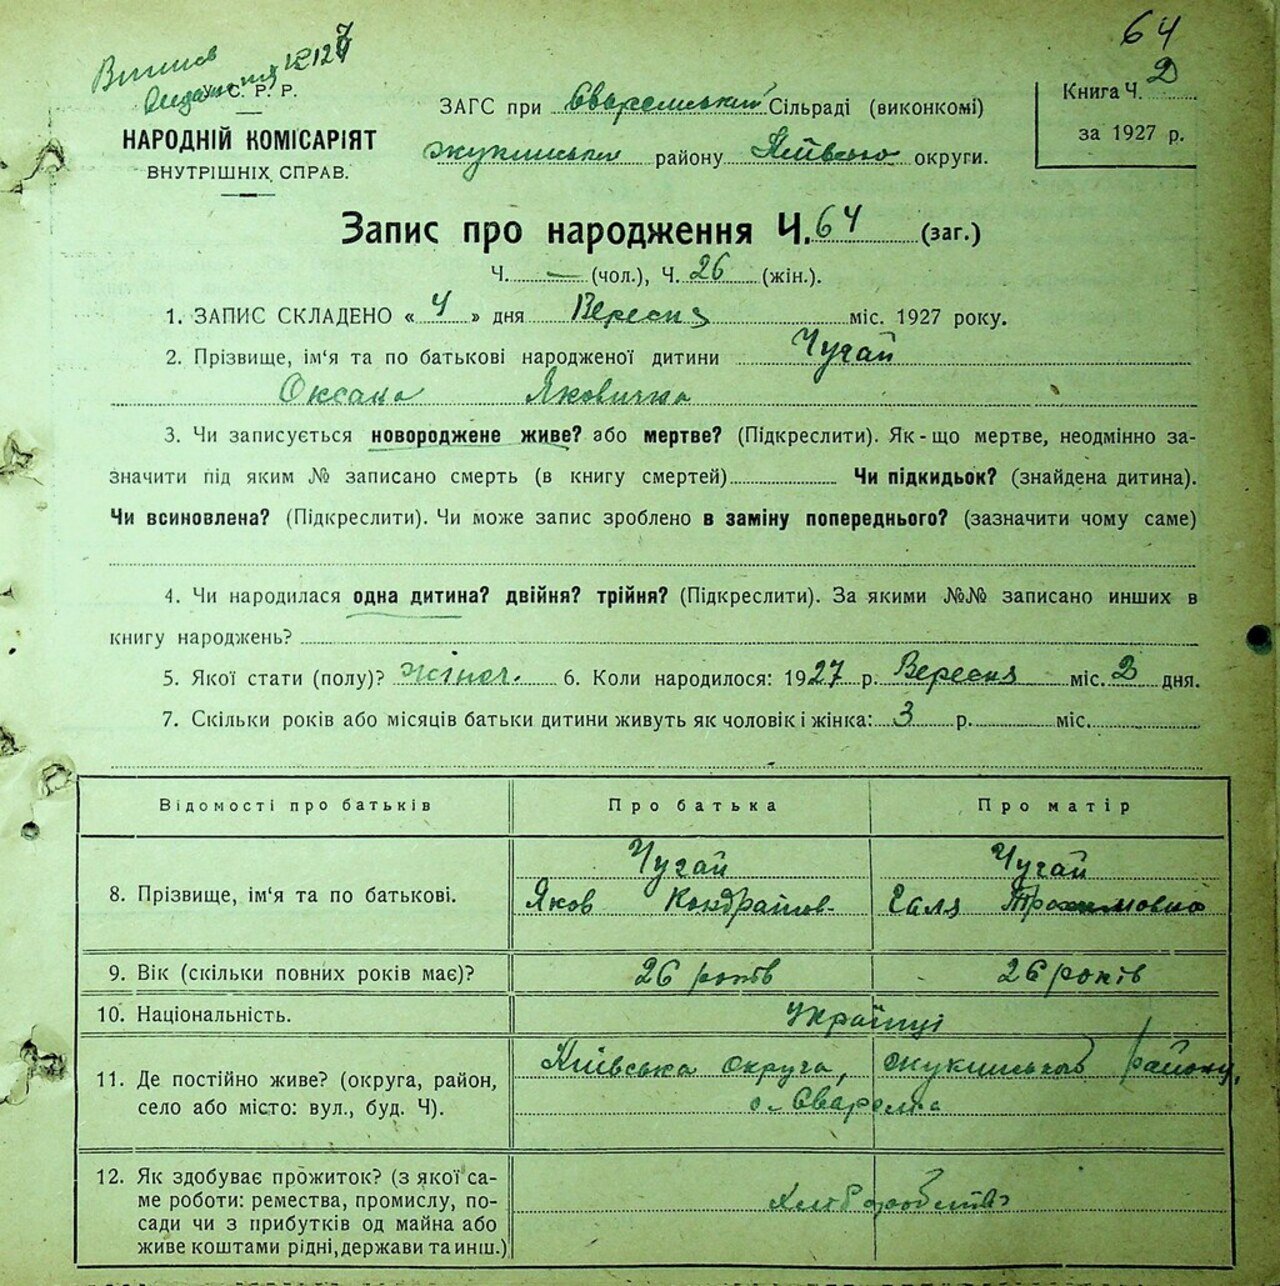 64
Виписв
У. С. Р. Р.
НАРОДНІЙ КОМІСАРІЯТ
ВНУТРІШНІХ СПРАВ.
ЗАГС при Сваромський Сільраді (виконкомі)
Жукинськ району Київсько округи.
Книга Ч. 2
за 1927 р.
Запис про народження Ч. 64 (заг.)
Ч. — (чол.), Ч. 26 (жін.).
1. ЗАПИС СКЛАДЕНО « 4 » дня Вересня міс. 1927 року.
2. Прізвище, ім‘я та по батькові народженої дитини Чугай
Оксана Яковична
3. Чи записується новороджене живе? або мертве? (Підкреслити). Як-що мертве, неодмінно за-
значити під яким № записано смерть (в книгу смертей) Чи підкидьок? (знайдена дитина).
Чи всиновлена? (Підкреслити). Чи може запис зроблено в заміну попереднього? (зазначити чому саме)
4. Чи народилася одна дитина? двійня? трійня? (Підкреслити). За якими №№ записано инших в
книгу народжень?
5. Якої стати (полу)? жіноч. 6. Коли народилося: 1927 р. Вересня міс. 2 дня.
7. Скільки років або місяців батьки дитини живуть як чоловік і жінка: 3 р. міс.
Відомості про батьків Про батька Про матір
8. Прізвище, ім‘я та по батькові. Чугай Яков Кондратов- Чугай Галя Трохимовна
9. Вік (скільки повних років має)? 26 років 26 років
10. Національність. Українці
11. Де постійно живе? (округа, район, Київська округа, Жукинського району,
село або місто: вул., буд. Ч). с. Сваромка
12. Як здобуває прожиток? (з якої са-
ме роботи: ремества, промислу, по- Хліборобство
сади чи з прибутків од майна або
живе коштами рідні, держави та инш.)